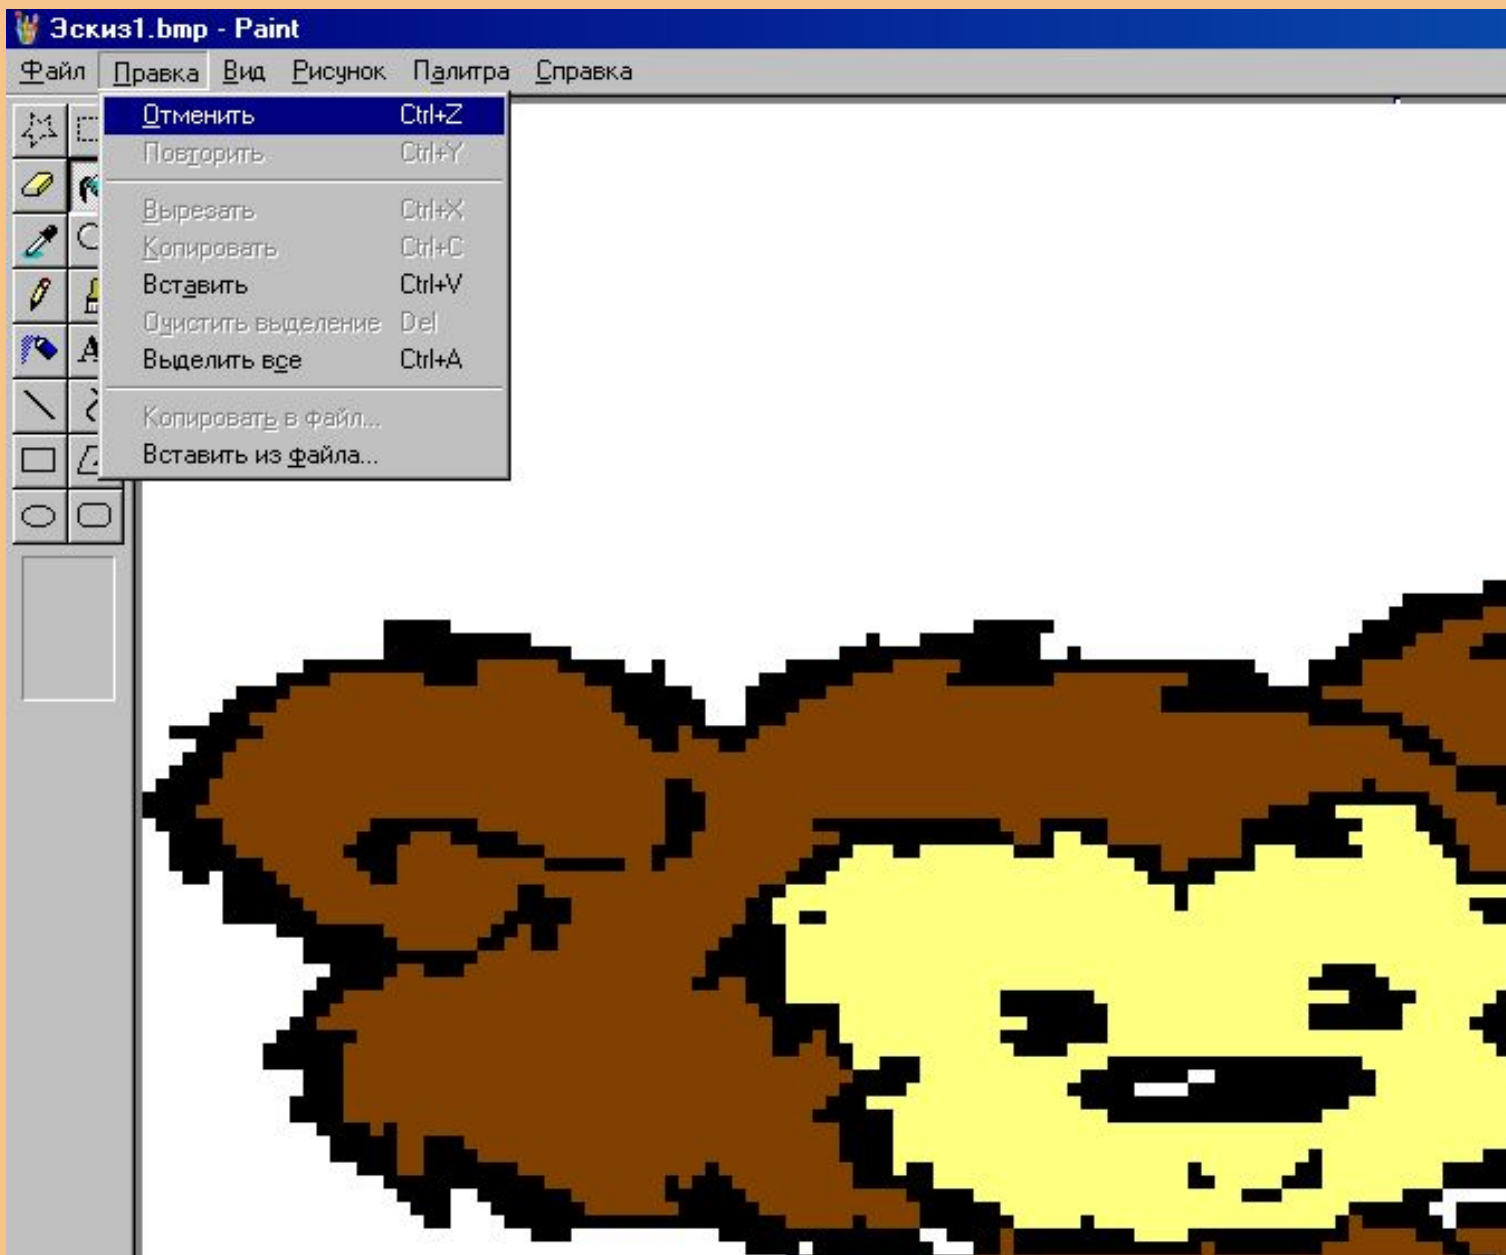 Эскиз1.bmp - Paint
Файл Правка Вид Рисунок Палитра Справка
Отменить Ctrl+Z
Повторить Ctrl+Y
Вырезать Ctrl+X
Копировать Ctrl+C
Вставить Ctrl+V
Очистить выделение Del
Выделить все Ctrl+A
Копировать в файл...
Вставить из файла...
A